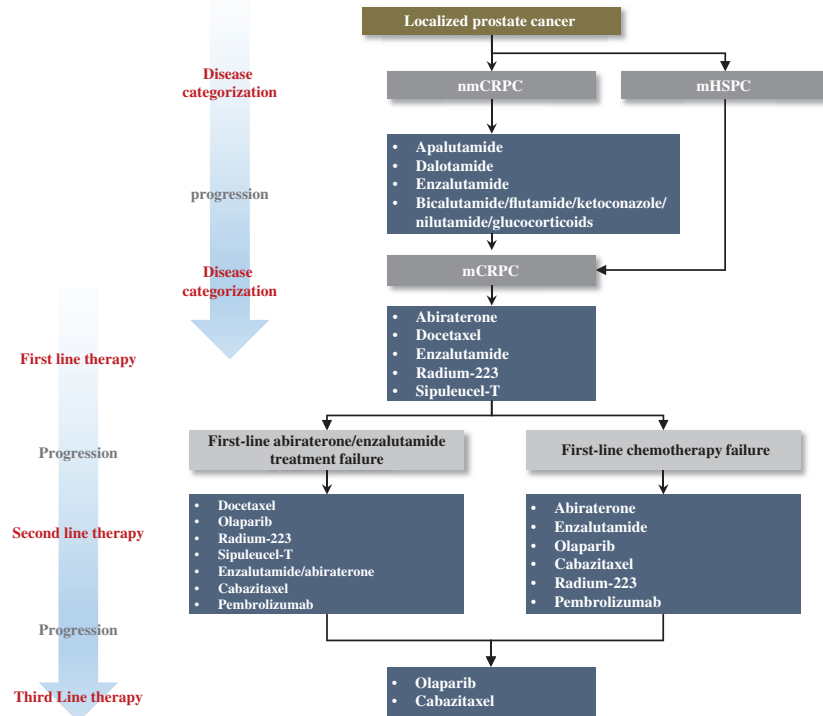 Localized prostate cancer
Disease
categorization
nmCRPC
mHSPC
• Apalutamide
• Dalotamide
• Enzalutamide
• Bicalutamide/flutamide/ketoconazole/
nilutamide/glucocorticoids
progression
Disease
categorization
mCRPC
First line therapy
• Abiraterone
• Docetaxel
• Enzalutamide
• Radium-223
• Sipuleucel-T
Progression
First-line abiraterone/enzalutamide
treatment failure
First-line chemotherapy failure
Second line therapy
• Docetaxel
• Olaparib
• Radium-223
• Sipuleucel-T
• Enzalutamide/abiraterone
• Cabazitaxel
• Pembrolizumab
• Abiraterone
• Enzalutamide
• Olaparib
• Cabazitaxel
• Radium-223
• Pembrolizumab
Progression
Third Line therapy
• Olaparib
• Cabazitaxel